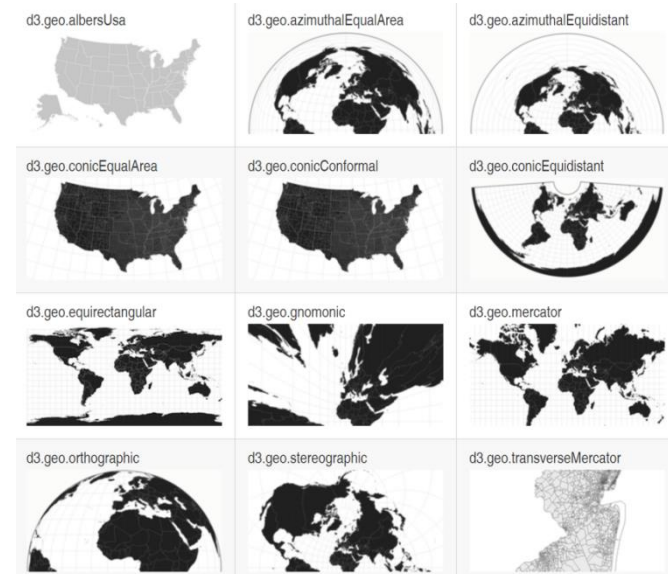 d3.geo.albersUsa
d3.geo.azimuthalEqualArea
d3.geo.azimuthalEquidistant
d3.geo.conicEqualArea
d3.geo.conicConformal
d3.geo.conicEquidistant
d3.geo.equirectangular
d3.geo.gnomonic
d3.geo.mercator
d3.geo.orthographic
d3.geo.stereographic
d3.geo.transverseMercator